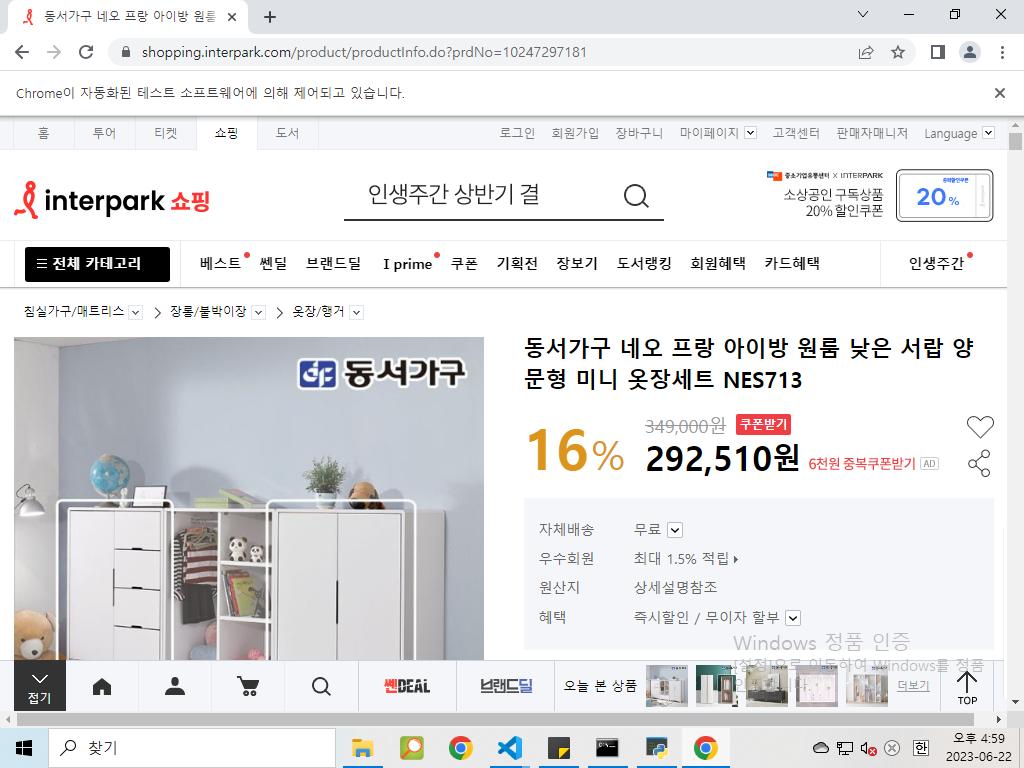 동서가구 네오 프랑 아이방 원룸
shopping.interpark.com/product/productInfo.do?prdNo=10247297181
Chrome이 자동화된 테스트 소프트웨어에 의해 제어되고 있습니다.
홈 투어 티켓 쇼핑 도서 로그인 회원가입 장바구니 마이페이지 고객센터 판매자매니저 Language
interpark 쇼핑
인생주간 상반기 결
중소기업유통센터 X INTERPARK
소상공인 구독상품
20% 할인쿠폰
20%
전체 카테고리 베스트 쎈딜 브랜드딜 I prime 쿠폰 기획전 장보기 도서랭킹 회원혜택 카드혜택 인생주간
침실가구/매트리스 장롱/붙박이장 옷장/행거
동서가구
동서가구 네오 프랑 아이방 원룸 낮은 서랍 양
문형 미니 옷장세트 NES713
16%
349,000원 쿠폰받기
292,510원 6천원 중복쿠폰받기 AD
자체배송 무료
우수회원 최대 1.5% 적립
원산지 상세설명참조
혜택 즉시할인 / 무이자 할부
Windows 정품 인증
[설정]으로 이동하여 Windows를 정품
접기 쎈DEAL 브랜드딜 오늘 본 상품 더보기 TOP
찾기
한
오후 4:59
2023-06-22